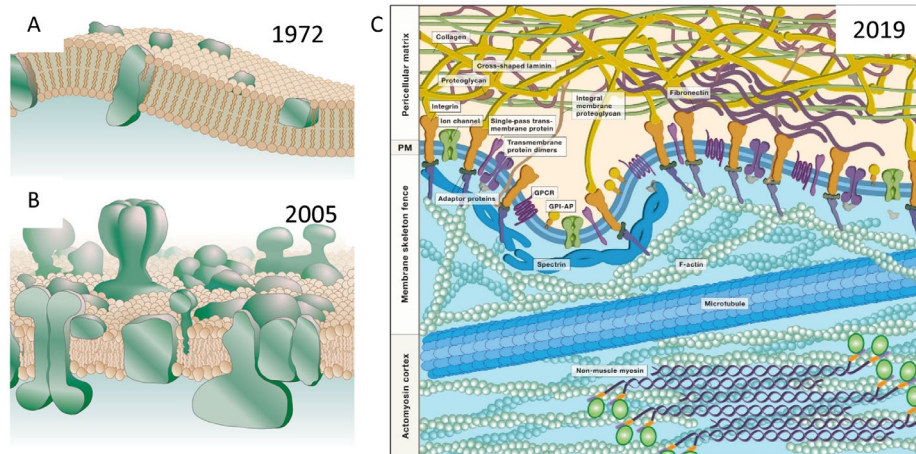 A
1972
B
2005
C
2019
Pericellular matrix
PM
Membrane skeleton fence
Actomyosin cortex
Collagen
Cross-shaped laminin
Proteoglycan
Fibronectin
Integrin
Integral
membrane
proteoglycan
Ion channel
Single-pass trans-
membrane protein
Transmembrane
protein dimers
GPCR
Adaptor proteins
GPI-AP
Spectrin
F-actin
Microtubule
Non-muscle myosin